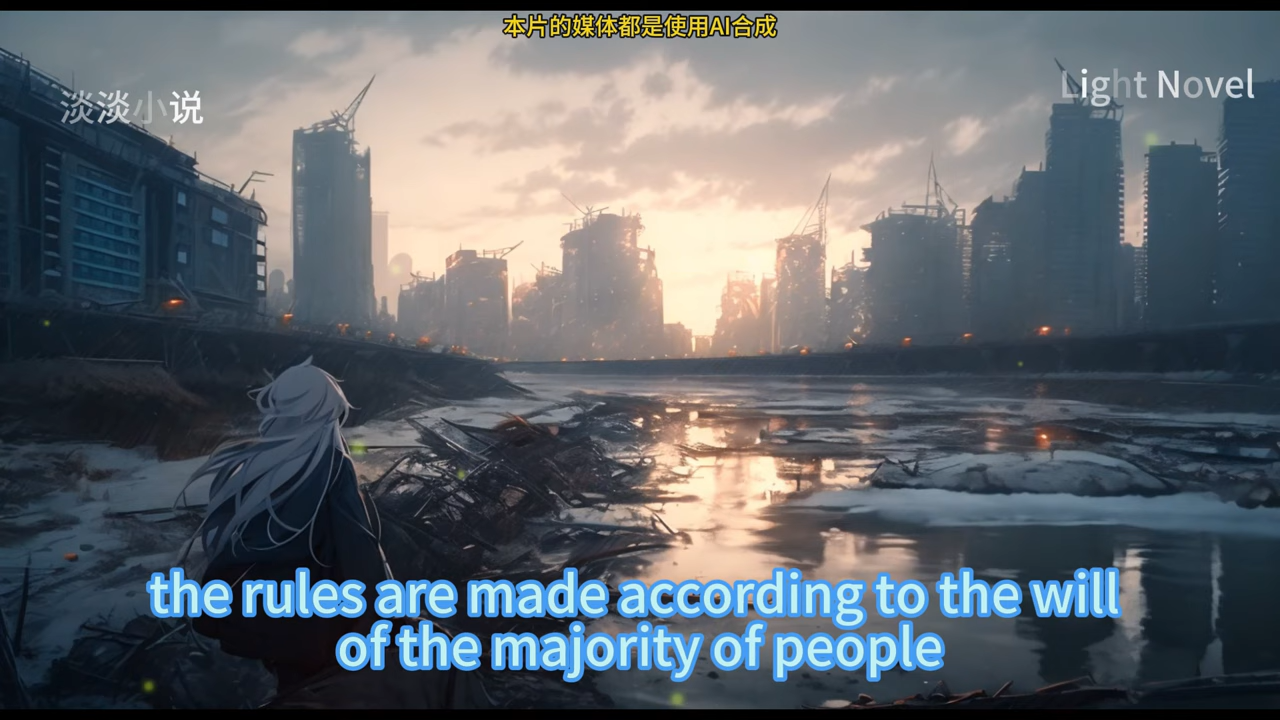 本片的媒体都是使用AI合成
淡淡小说
Light Novel
the rules are made according to the will
of the majority of people